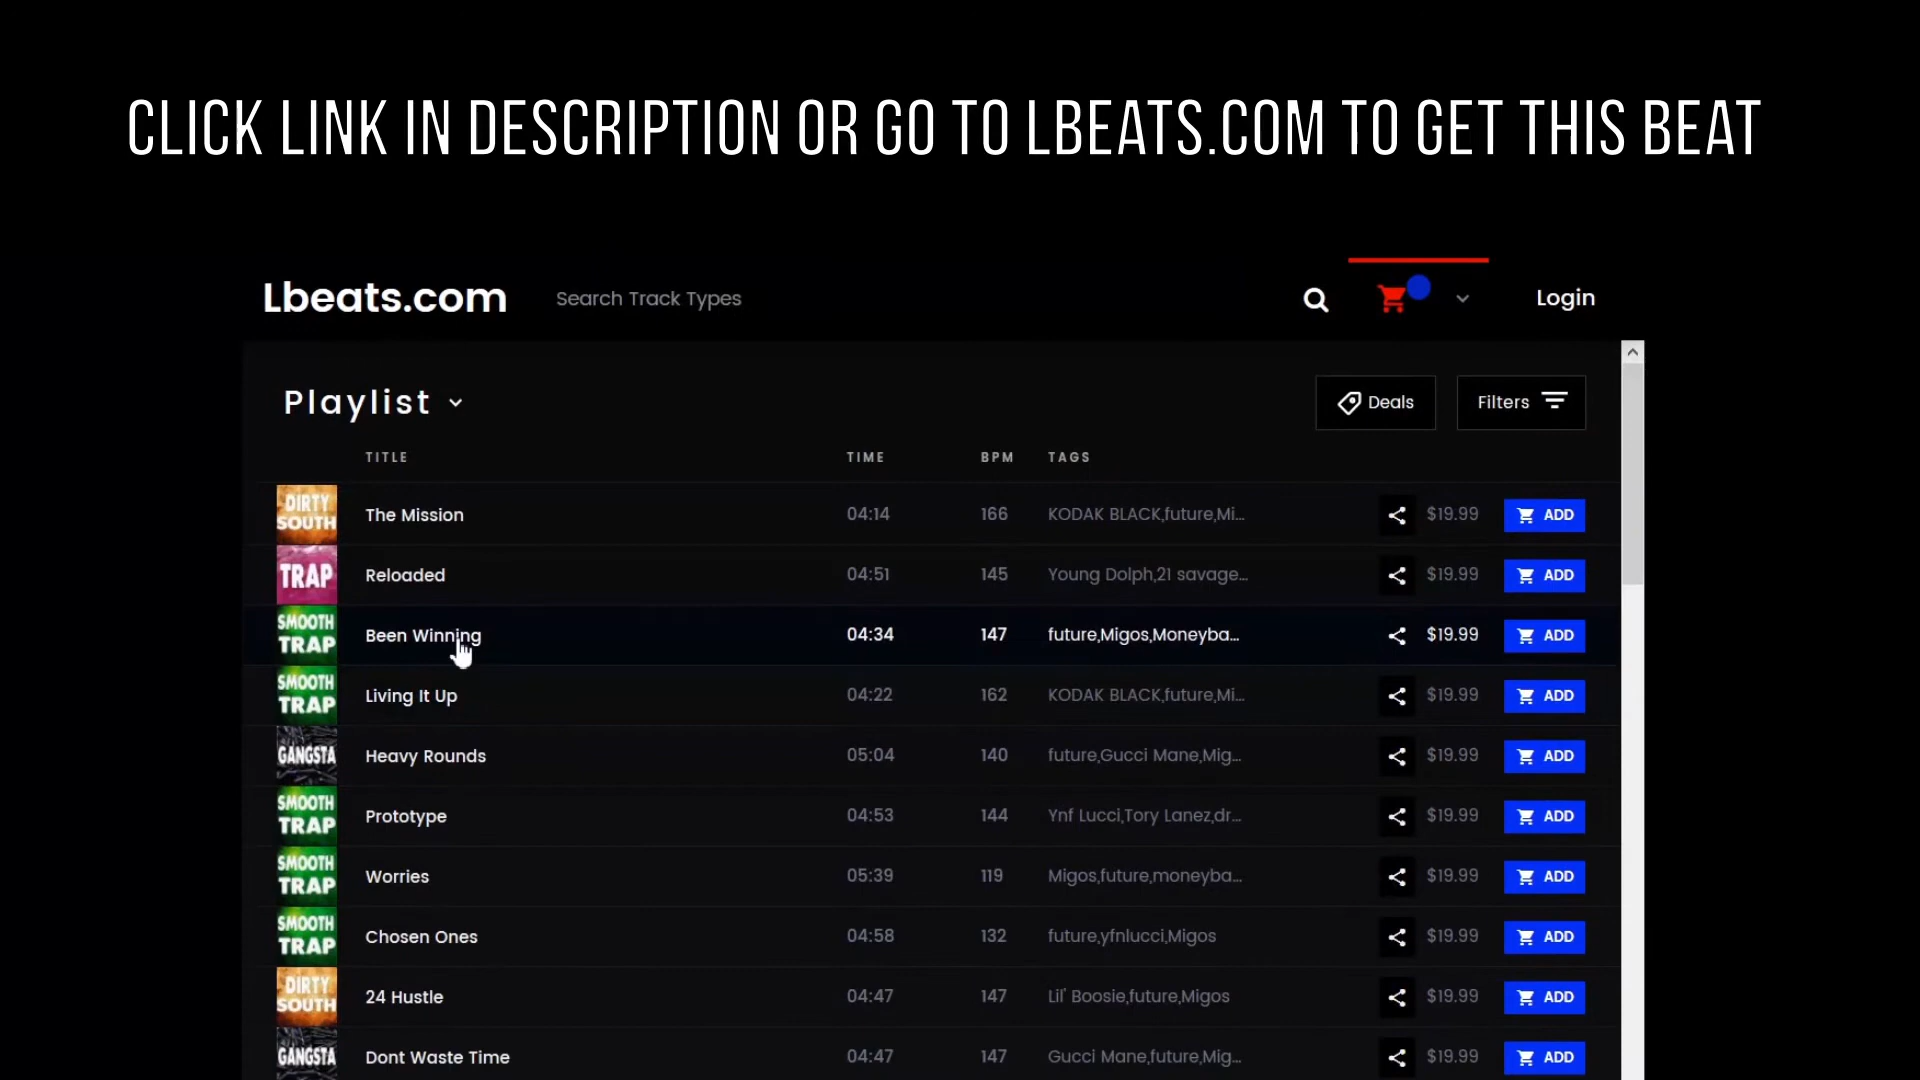 CLICK LINK IN DESCRIPTION OR GO TO LBEATS.COM TO GET THIS BEAT
Lbeats.com Search Track Types Login
Playlist Deals Filters
TITLE TIME BPM TAGS
DIRTY SOUTH The Mission 04:14 166 KODAK BLACK,future,Mi... $19.99 ADD
TRAP Reloaded 04:51 145 Young Dolph,21 savage... $19.99 ADD
SMOOTH TRAP Been Winning 04:34 147 future,Migos,Moneyba... $19.99 ADD
SMOOTH TRAP Living It Up 04:22 162 KODAK BLACK,future,Mi... $19.99 ADD
GANGSTA Heavy Rounds 05:04 140 future,Gucci Mane,Mig... $19.99 ADD
SMOOTH TRAP Prototype 04:53 144 Ynf Lucci,Tory Lanez,dr... $19.99 ADD
SMOOTH TRAP Worries 05:39 119 Migos,future,moneyba... $19.99 ADD
SMOOTH TRAP Chosen Ones 04:58 132 future,yfnlucci,Migos $19.99 ADD
DIRTY SOUTH 24 Hustle 04:47 147 Lil' Boosie,future,Migos $19.99 ADD
GANGSTA Dont Waste Time 04:47 147 Gucci Mane,future,Mig... $19.99 ADD